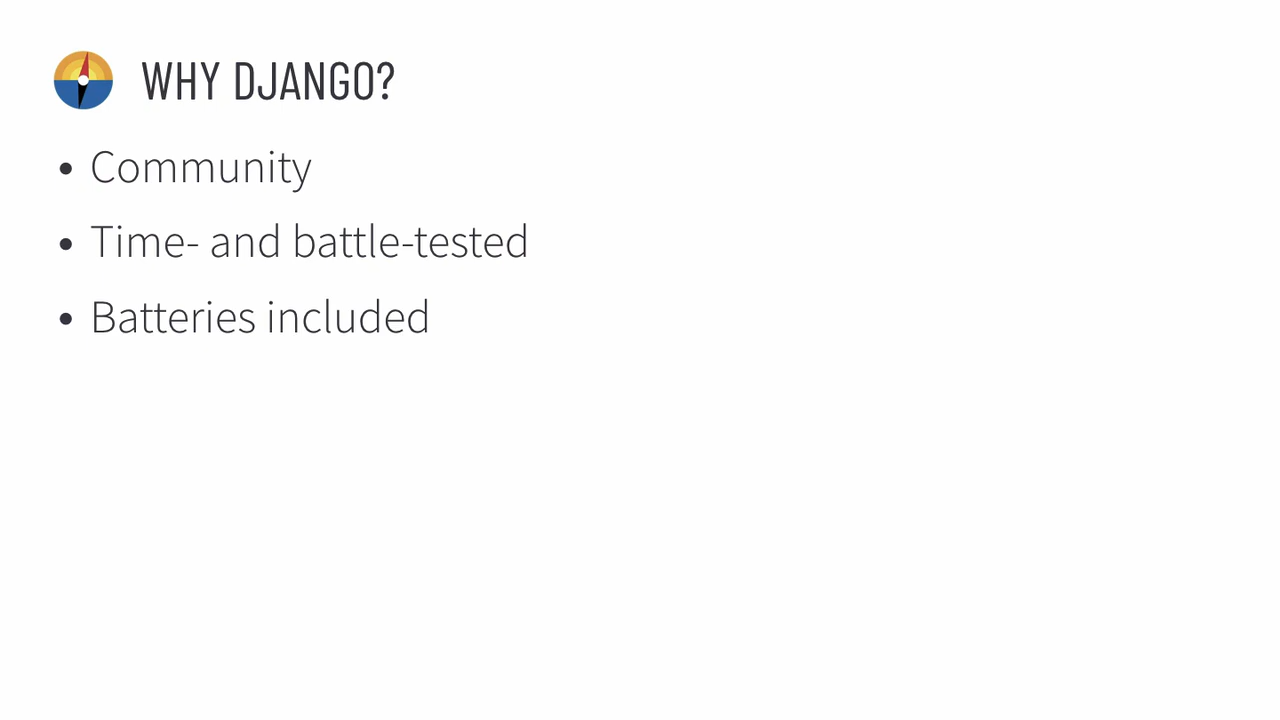 WHY DJANGO?
• Community
• Time- and battle-tested
• Batteries included